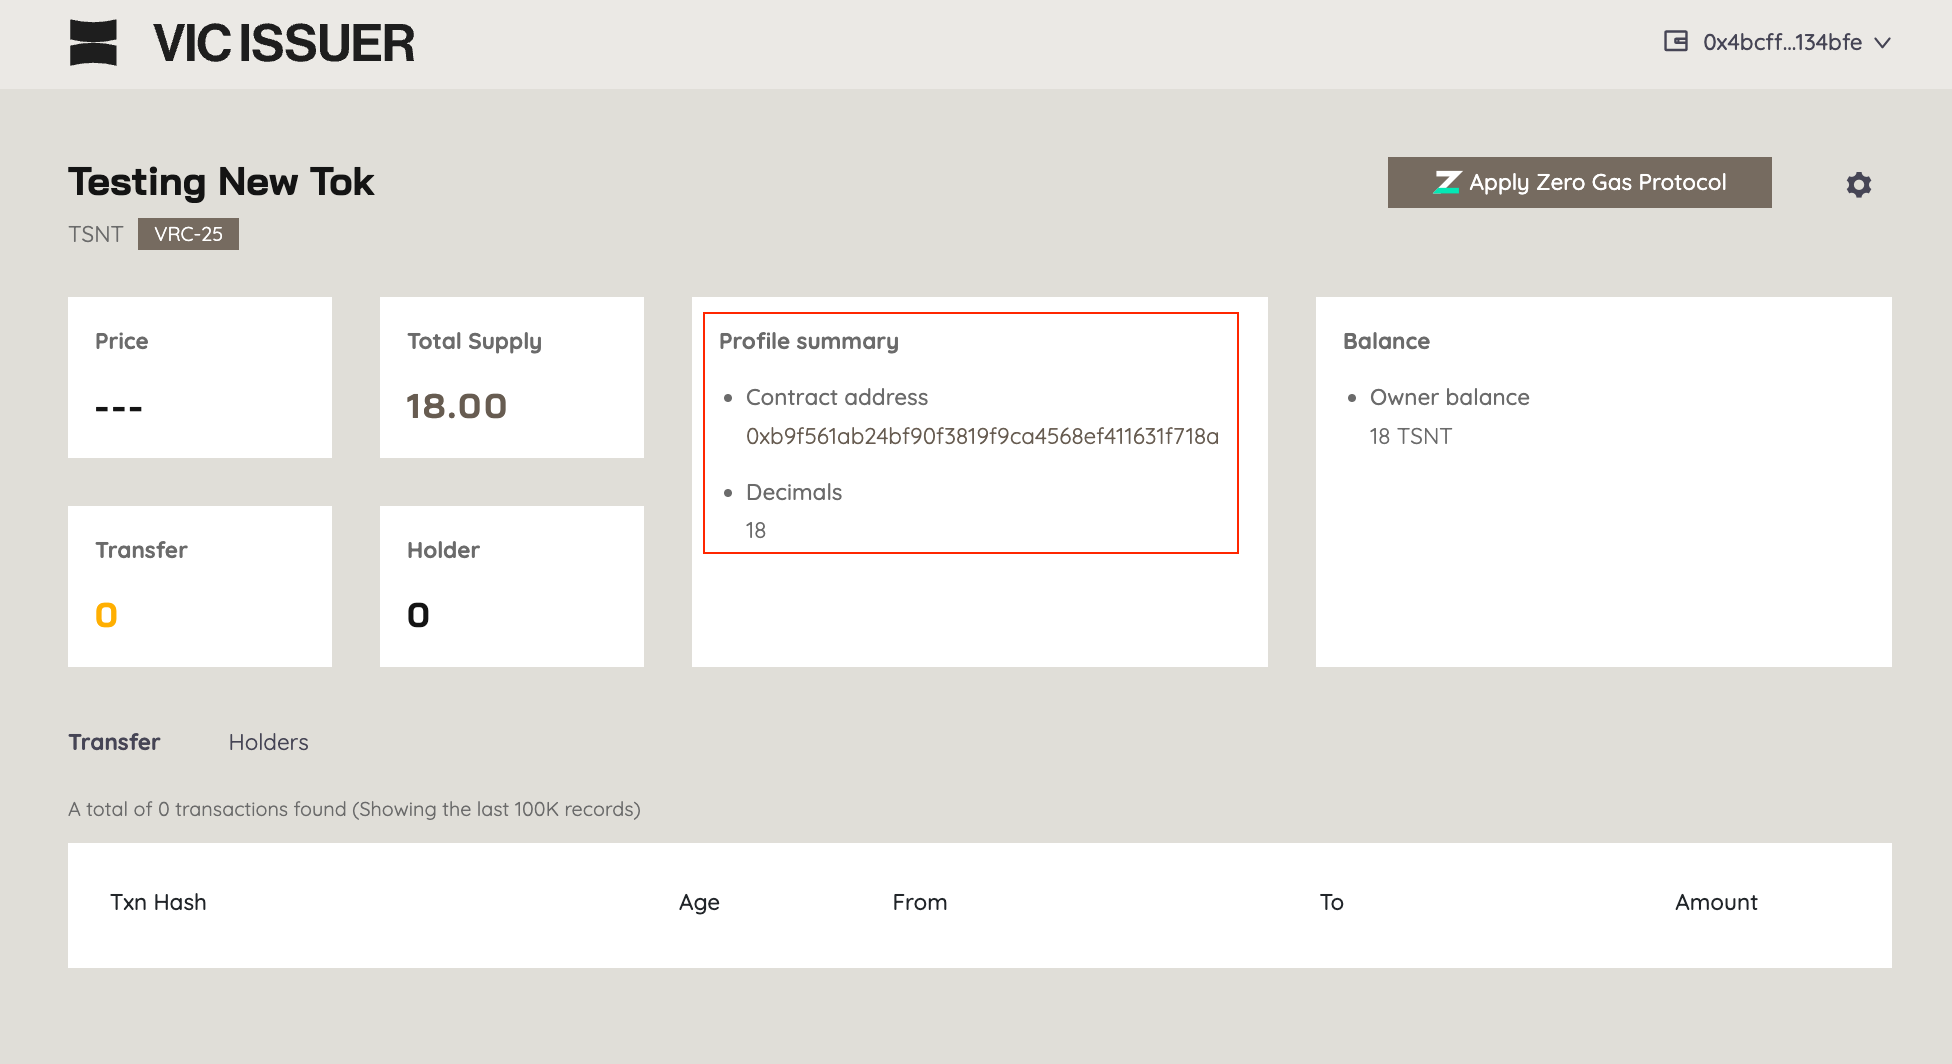 VIC ISSUER
0x4bcff...134bfe
Testing New Tok
Apply Zero Gas Protocol
TSNT VRC-25
Price
---
Total Supply
18.00
Profile summary
Contract address
0xb9f561ab24bf90f3819f9ca4568ef411631f718a
Decimals
18
Balance
Owner balance
18 TSNT
Transfer
0
Holder
0
Transfer Holders
A total of 0 transactions found (Showing the last 100K records)
Txn Hash Age From To Amount